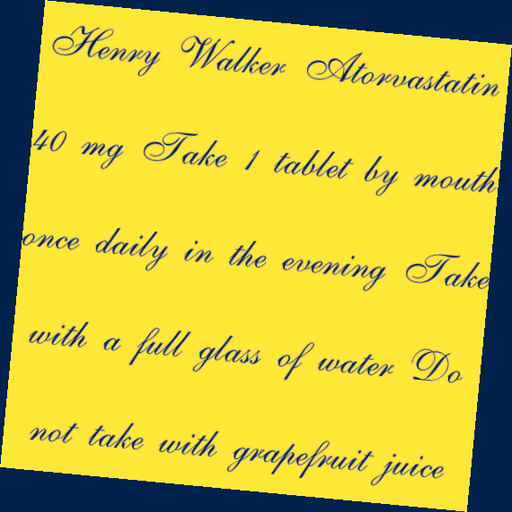 Henry Walker Atorvastatin
40 mg Take 1 tablet by mouth
once daily in the evening Take
with a full glass of water Do
not take with grapefruit juice